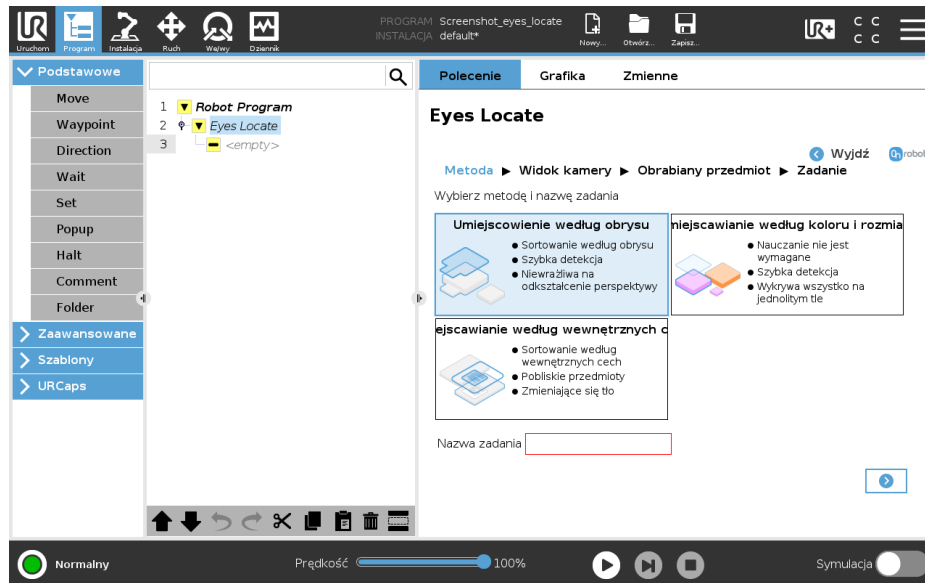 PROGRAM Screenshot_eyes_locate
INSTALACJA default*
Uruchom Program Instalacja Ruch We/wy Dziennik Nowy... Otwórz... Zapisz...
UR
UR+
C C
C C
Podstawowe
Move
Waypoint
Direction
Wait
Set
Popup
Halt
Comment
Folder
Zaawansowane
Szablony
URCaps
1 Robot Program
2 Eyes Locate
3 <empty>
Polecenie Grafika Zmienne
Eyes Locate
Wyjdź robot
Metoda ▶ Widok kamery ▶ Obrabiany przedmiot ▶ Zadanie
Wybierz metodę i nazwę zadania
Umiejscowienie według obrysu
● Sortowanie według obrysu
● Szybka detekcja
● Niewrażliwa na
odkształcenie perspektywy
niejscawianie według koloru i rozmia
● Nauczanie nie jest
wymagane
● Szybka detekcja
● Wykrywa wszystko na
jednolitym tle
ejscawianie według wewnętrznych c
● Sortowanie według
wewnętrznych cech
● Pobliskie przedmioty
● Zmieniające się tło
Nazwa zadania
Normalny
Prędkość 100%
Symulacja